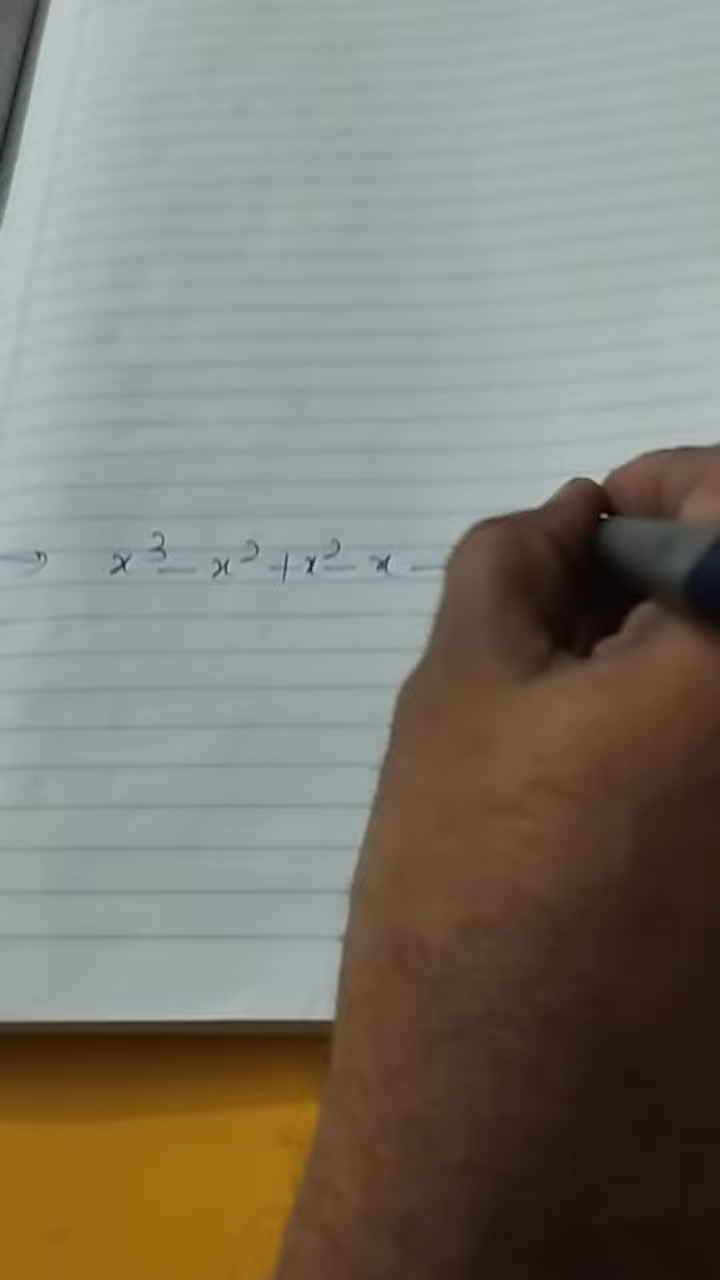 → x³ - x² + x² - x -